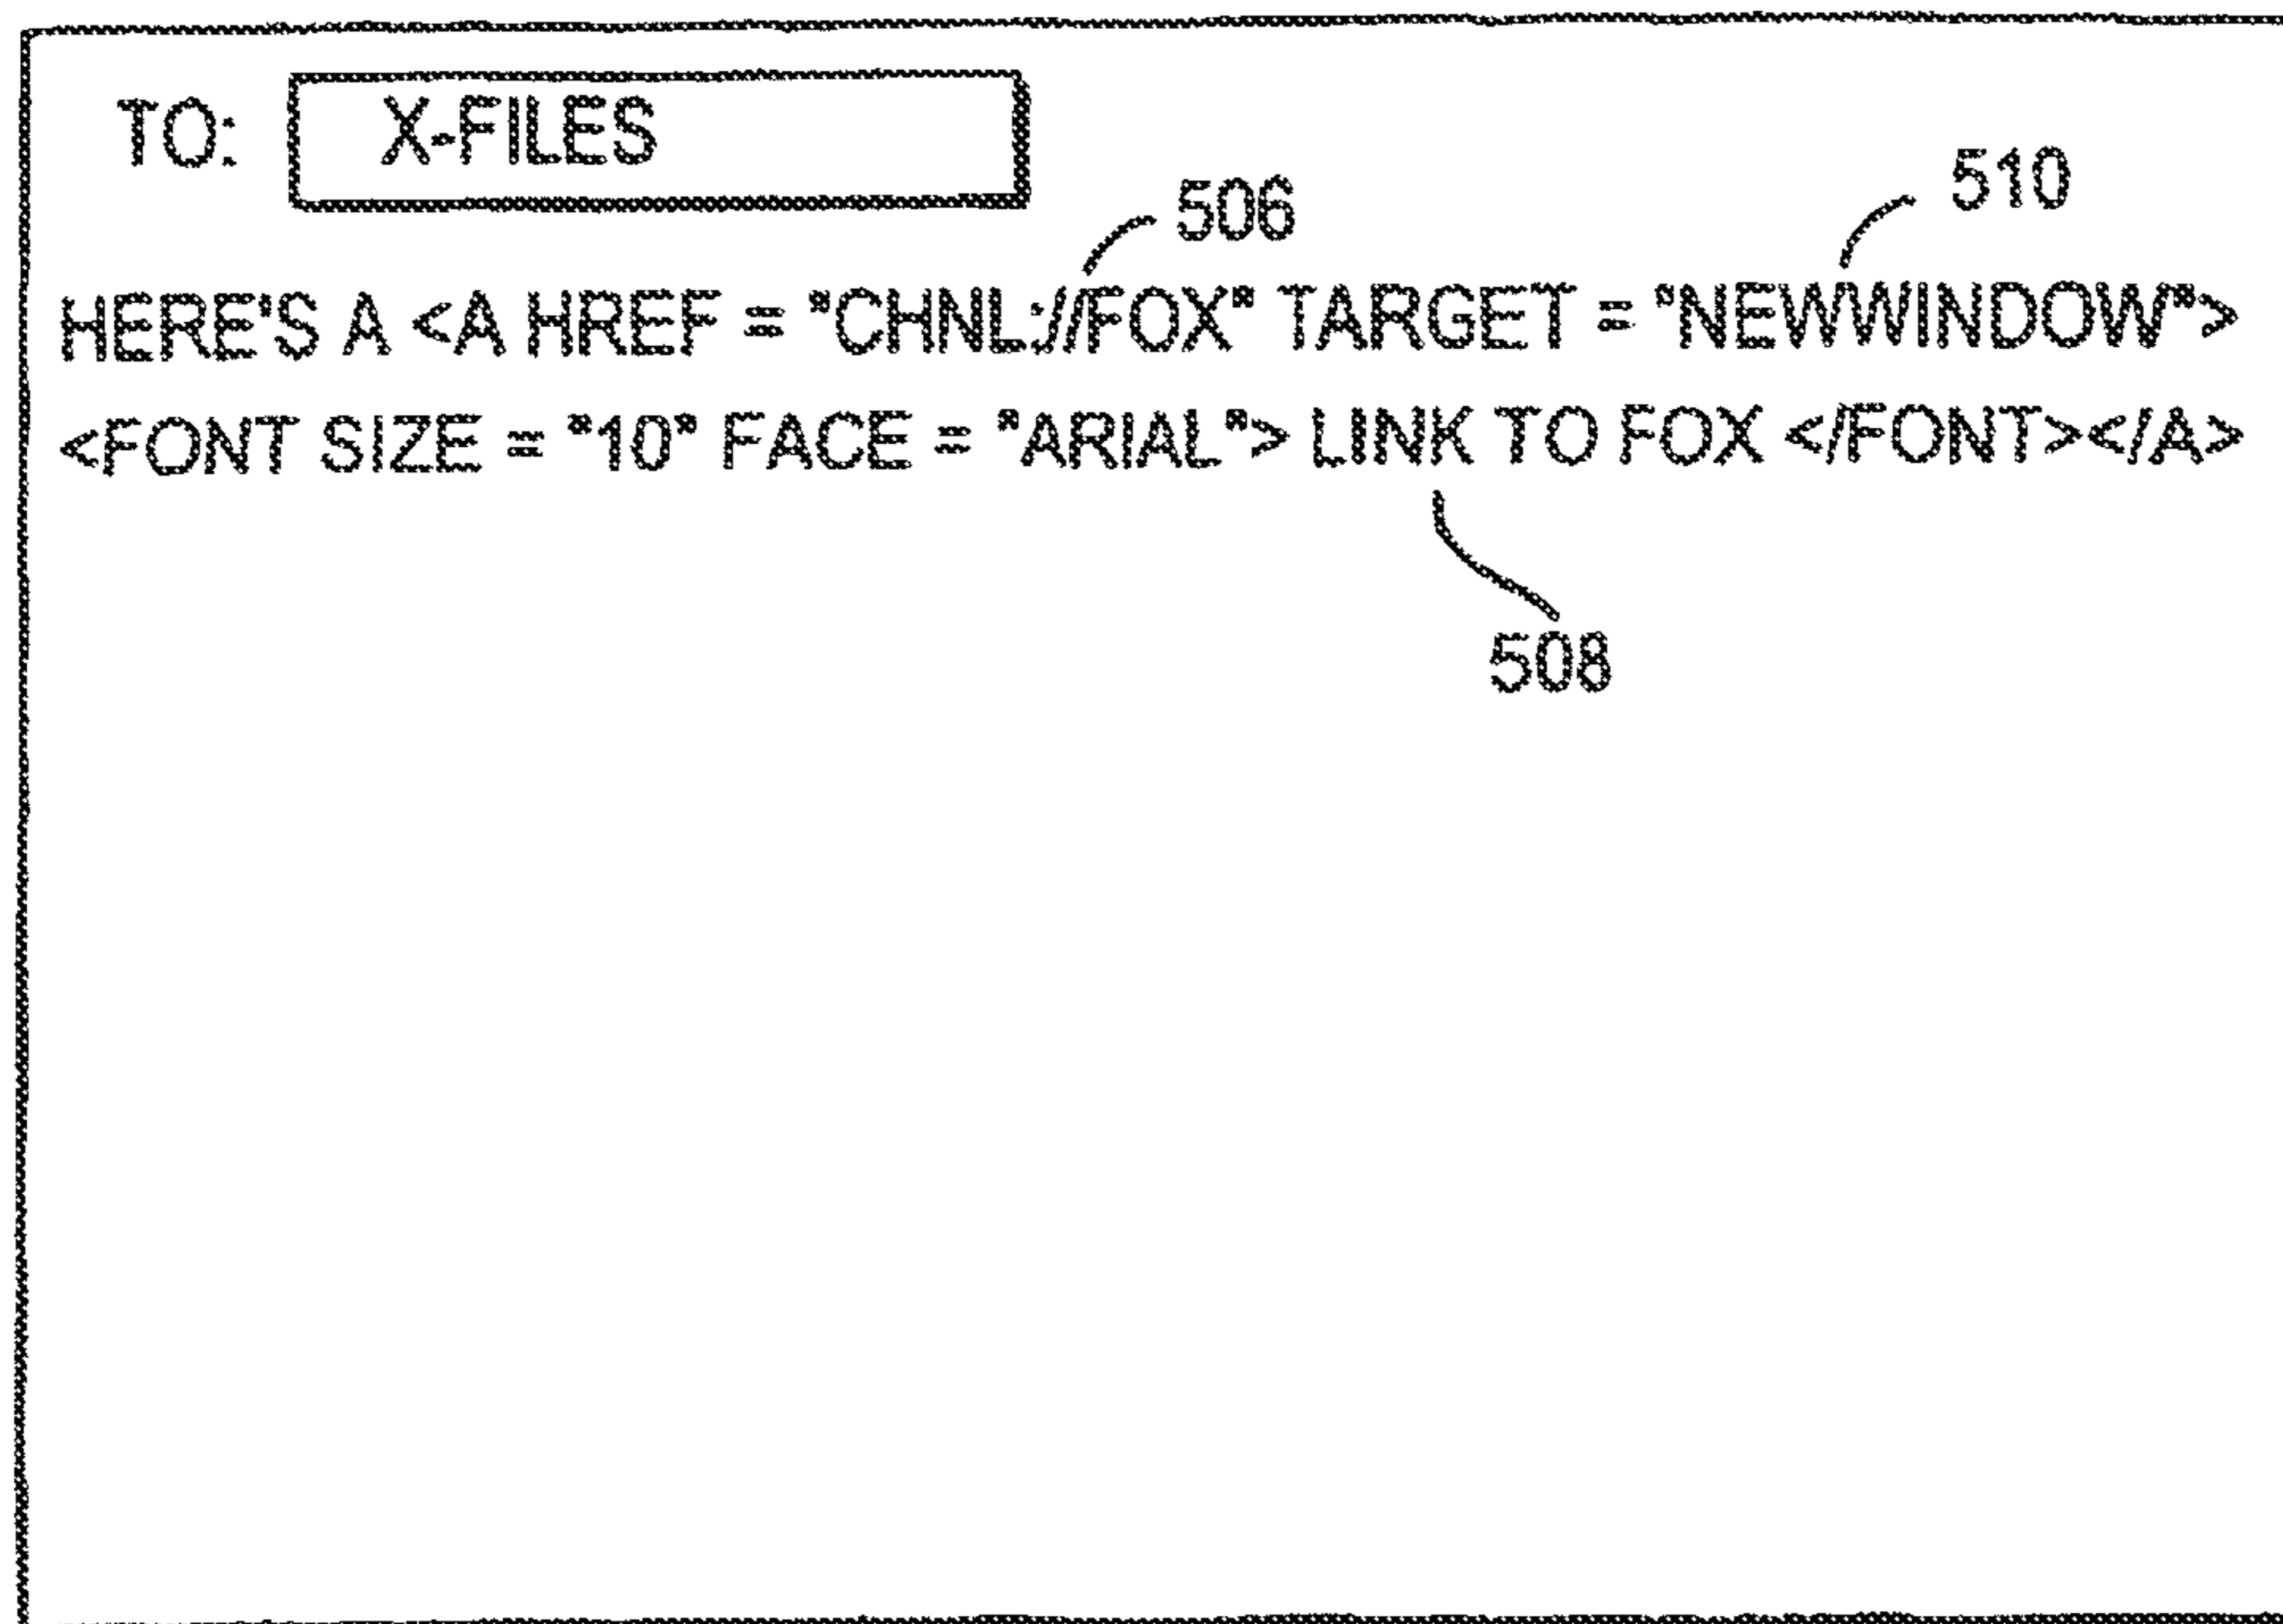 TO: X-FILES
506
510
HERE'S A <A HREF = "CHNL://FOX" TARGET = "NEWWINDOW">
<FONT SIZE = "10" FACE = "ARIAL"> LINK TO FOX </FONT></A>
508